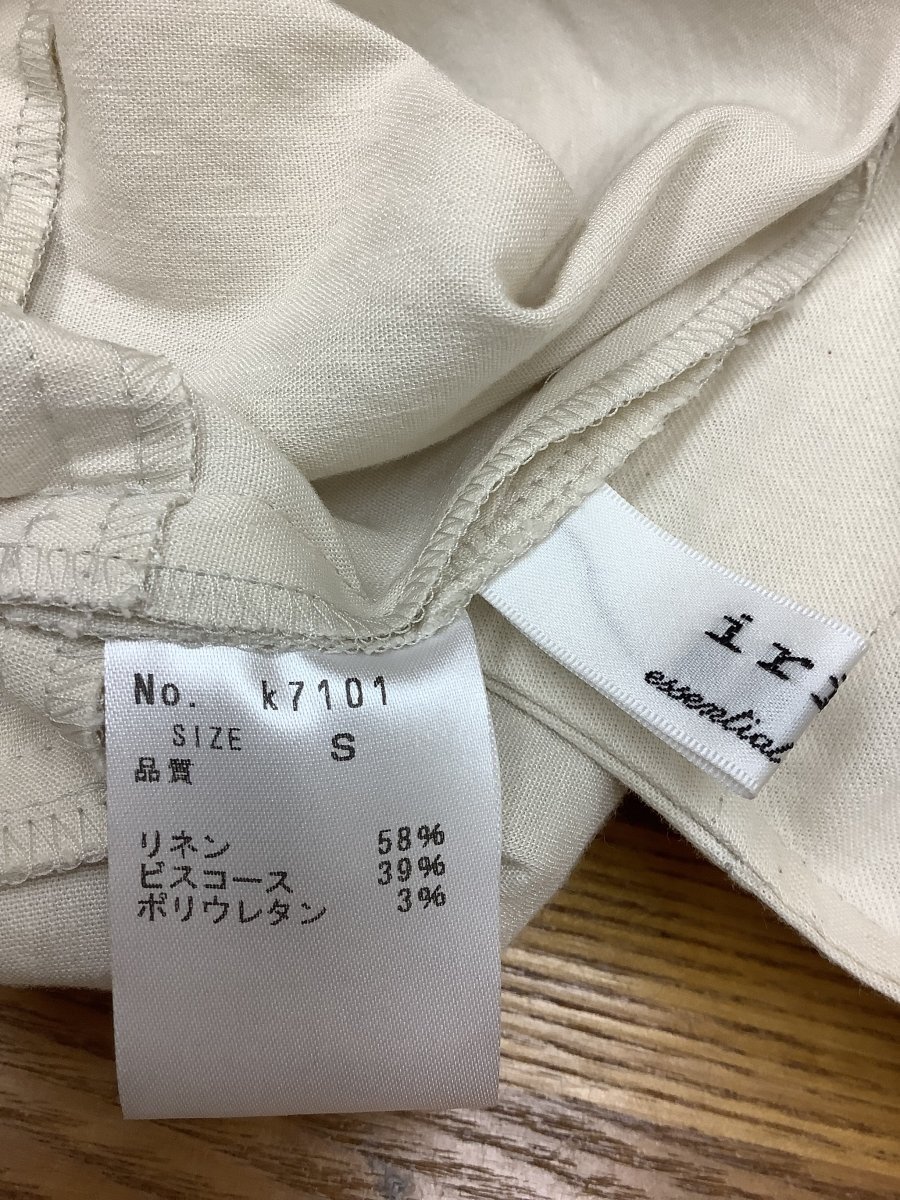 No. k7101
SIZE S
品質
リネン 58%
ビスコース 39%
ポリウレタン 3%
essential